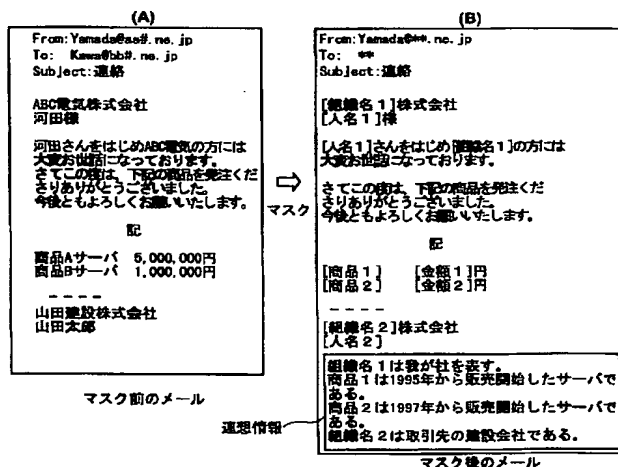 (A)
From:Yamada@aa#.ne.jp
To: Kawa@bb#.ne.jp
Subject:連絡
ABC電気株式会社
河田様
河田さんをはじめABC電気の方には
大変お世話になっております。
さてこの度は、下記の商品を発注くだ
さりありがとうございました。
今後ともよろしくお願いいたします。
記
商品Aサーバ 5,000,000円
商品Bサーバ 1,000,000円
----
山田建設株式会社
山田太郎
マスク前のメール
マスク
(B)
From:Yamada@**.ne.jp
To: **
Subject:連絡
[組織名1]株式会社
[人名1]様
[人名1]さんをはじめ[組織名1]の方には
大変お世話になっております。
さてこの度は、下記の商品を発注くだ
さりありがとうございました。
今後ともよろしくお願いいたします。
記
[商品1] [金額1]円
[商品2] [金額2]円
----
[組織名2]株式会社
[人名2]
組織名1は我が社を表す。
商品1は1995年から販売開始したサーバで
ある。
商品2は1997年から販売開始したサーバで
ある。
組織名2は取引先の建設会社である。
連想情報
マスク後のメール